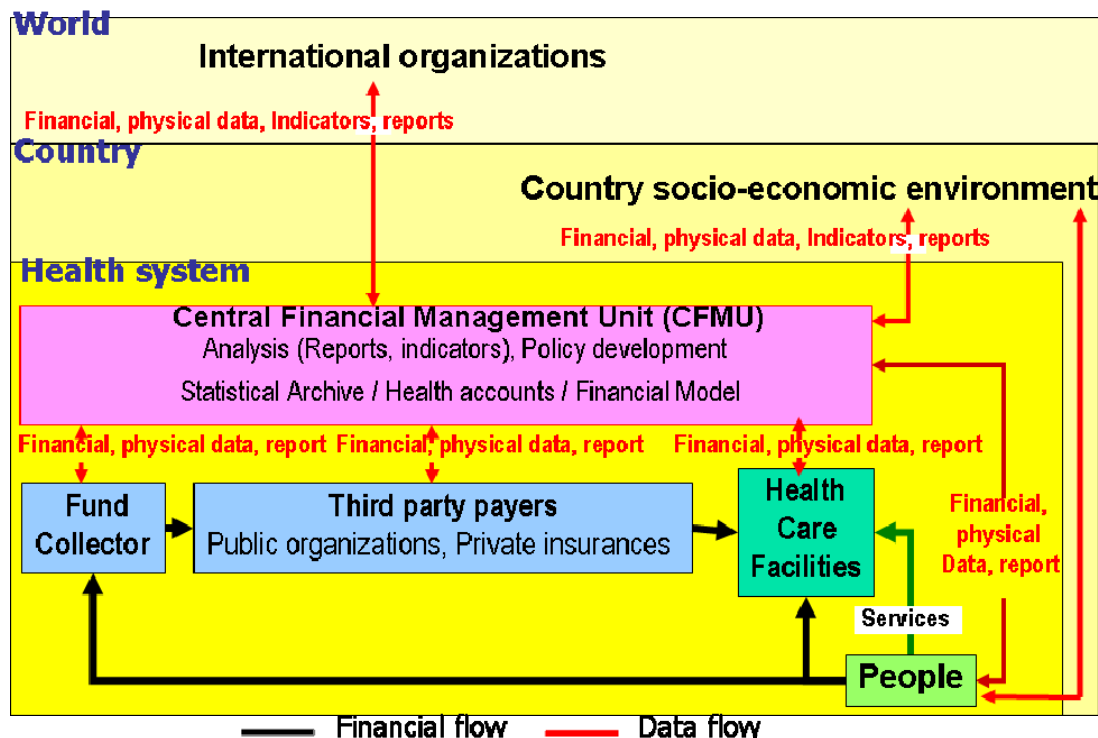 World
International organizations
Financial, physical data, Indicators, reports
Country
Country socio-economic environment
Financial, physical data, Indicators, reports
Health system
Central Financial Management Unit (CFMU)
Analysis (Reports, indicators), Policy development
Statistical Archive / Health accounts / Financial Model
Financial, physical data, report
Financial, physical data, report
Financial, physical data, report
Fund
Collector
Third party payers
Public organizations, Private insurances
Health
Care
Facilities
Financial,
physical
Data, report
Services
People
Financial flow
Data flow